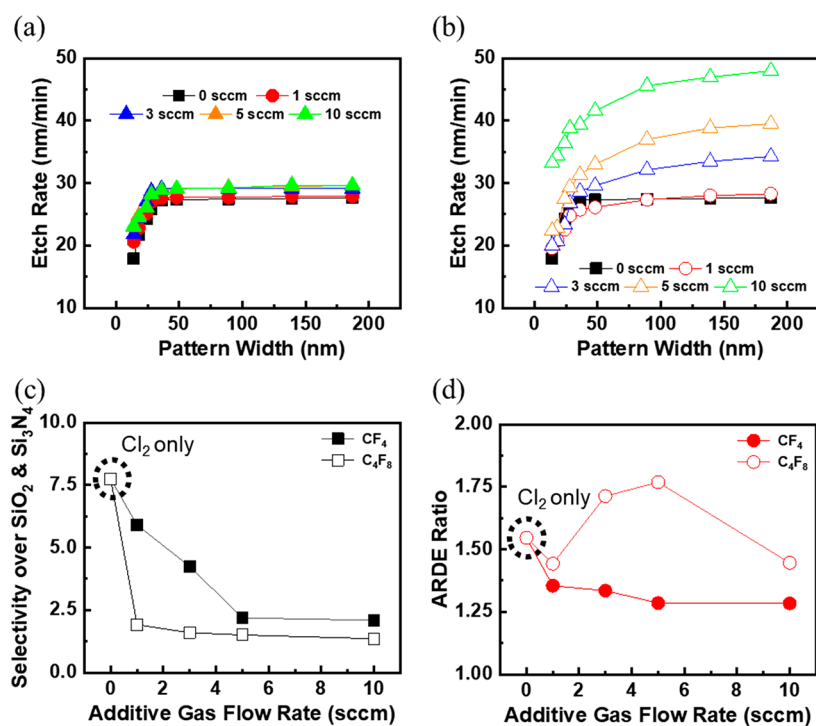 (a)
Etch Rate (nm/min)
50
40
30
20
10
0 sccm 1 sccm
3 sccm 5 sccm 10 sccm
0 50 100 150 200
Pattern Width (nm)
(b)
Etch Rate (nm/min)
50
40
30
20
10
0 sccm 1 sccm
3 sccm 5 sccm 10 sccm
0 50 100 150 200
Pattern Width (nm)
(c)
Selectivity over SiO₂ & Si₃N₄
10.0
7.5
5.0
2.5
0.0
Cl₂ only
CF₄
C₄F₈
0 2 4 6 8 10
Additive Gas Flow Rate (sccm)
(d)
ARDE Ratio
2.00
1.75
1.50
1.25
1.00
Cl₂ only
CF₄
C₄F₈
0 2 4 6 8 10
Additive Gas Flow Rate (sccm)